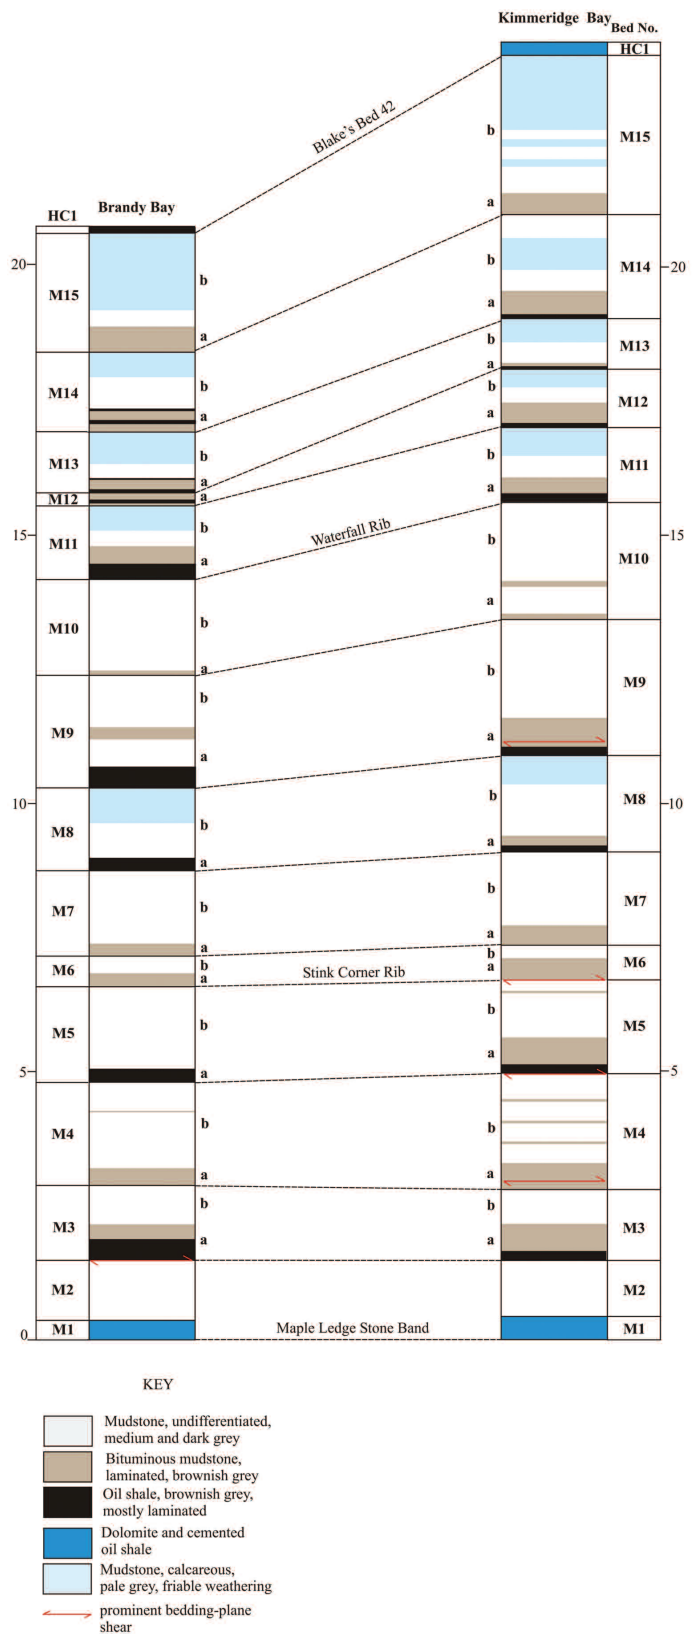 Kimmeridge Bay
Bed No.
HC1
M15
b
a
M14
b
a
M13
b
a
M12
b
a
M11
b
a
M10
b
a
M9
b
a
M8
b
a
M7
b
a
M6
b
a
M5
b
a
M4
b
a
M3
b
a
M2
M1
20
15
10
5
Blake's Bed 42
Waterfall Rib
Stink Corner Rib
Maple Ledge Stone Band
Brandy Bay
HC1
M15
b
a
M14
b
a
M13
b
a
M12
a
M11
b
a
M10
b
a
M9
b
a
M8
b
a
M7
b
a
M6
b
a
M5
b
a
M4
b
a
M3
b
a
M2
M1
20
15
10
5
0
KEY
Mudstone, undifferentiated,
medium and dark grey
Bituminous mudstone,
laminated, brownish grey
Oil shale, brownish grey,
mostly laminated
Dolomite and cemented
oil shale
Mudstone, calcareous,
pale grey, friable weathering
prominent bedding-plane
shear